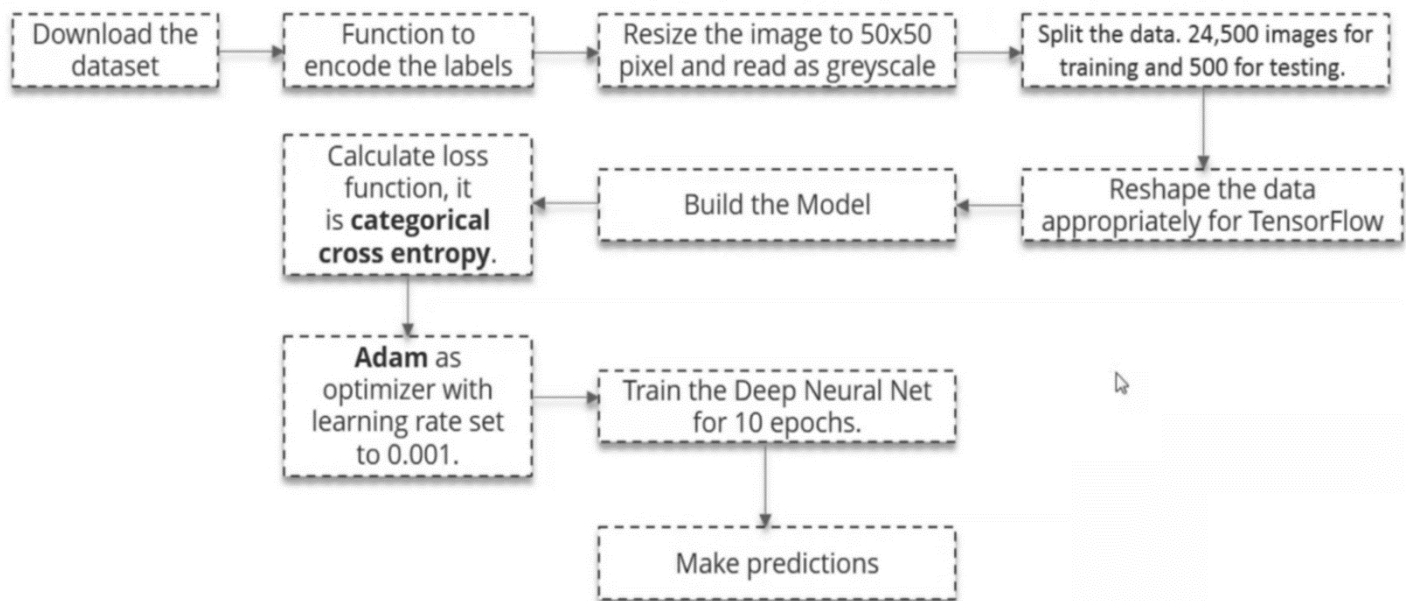 Download the
dataset
Function to
encode the labels
Resize the image to 50x50
pixel and read as greyscale
Split the data. 24,500 images for
training and 500 for testing.
Reshape the data
appropriately for TensorFlow
Build the Model
Calculate loss
function, it
is categorical
cross entropy.
Adam as
optimizer with
learning rate set
to 0.001.
Train the Deep Neural Net
for 10 epochs.
Make predictions